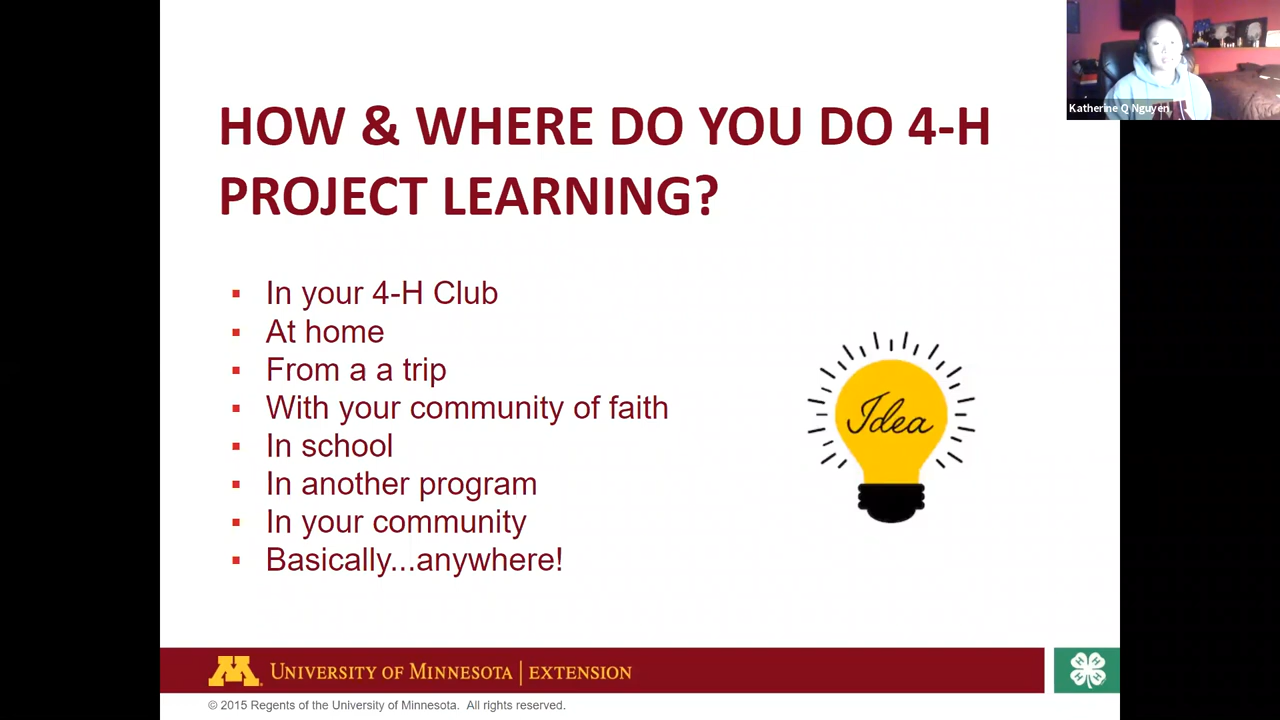 Katherine Q Nguyen
HOW & WHERE DO YOU DO 4-H
PROJECT LEARNING?
▪ In your 4-H Club
▪ At home
▪ From a a trip
▪ With your community of faith
▪ In school
▪ In another program
▪ In your community
▪ Basically...anywhere!
Idea
M
UNIVERSITY OF MINNESOTA | EXTENSION
H H H H
© 2015 Regents of the University of Minnesota. All rights reserved.